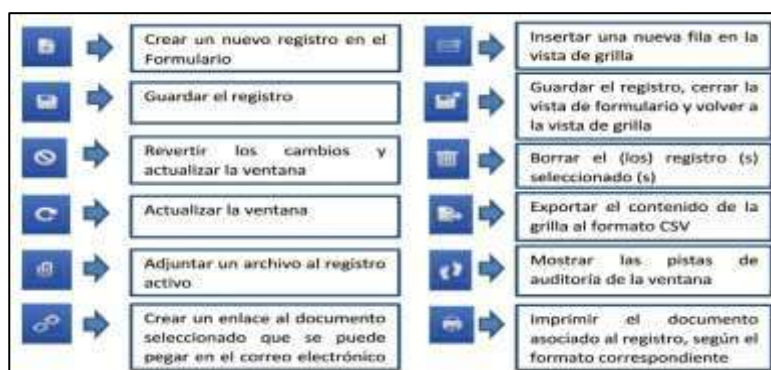 Crear un nuevo registro en el
Formulario
Guardar el registro
Revertir los cambios y
actualizar la ventana
Actualizar la ventana
Adjuntar un archivo al registro
activo
Crear un enlace al documento
seleccionado que se puede
pegar en el correo electrónico
Insertar una nueva fila en la
vista de grilla
Guardar el registro, cerrar la
vista de formulario y volver a
la vista de grilla
Borrar el (los) registro (s)
seleccionado (s)
Exportar el contenido de la
grilla al formato CSV
Mostrar las pistas de
auditoría de la ventana
Imprimir el documento
asociado al registro, según el
formato correspondiente